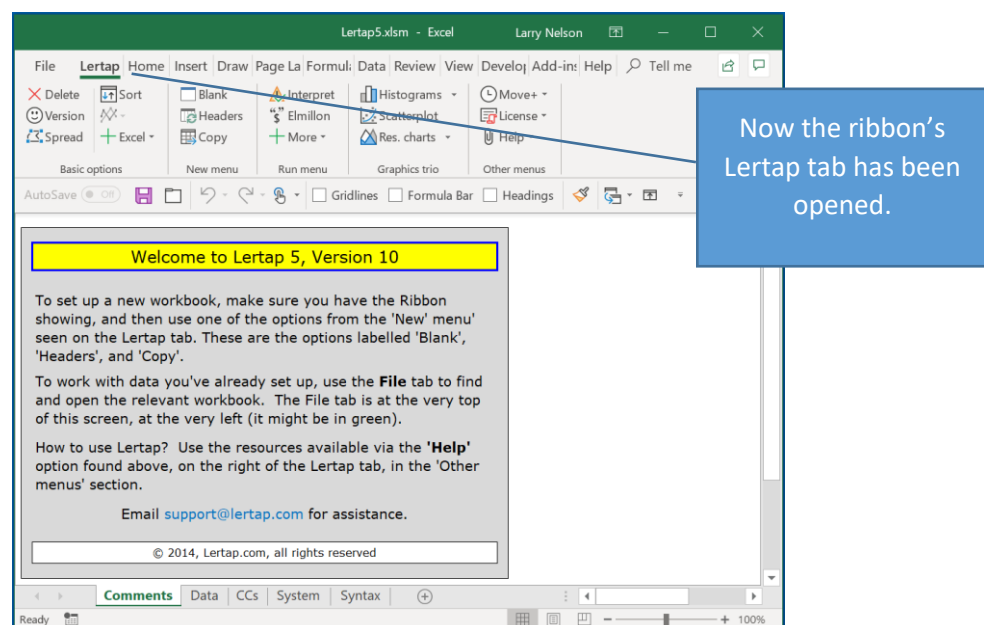 Lertap5.xlsm - Excel Larry Nelson
File Lertap Home Insert Draw Page La Formula Data Review View Develop Add-ins Help Tell me
Delete Sort Blank Interpret Histograms Move+
Version Headers "s" Elmillon Scatterplot License
Spread Excel Copy More Res. charts Help
Basic options New menu Run menu Graphics trio Other menus
Now the ribbon's
Lertap tab has been
opened.
AutoSave Off Gridlines Formula Bar Headings
Welcome to Lertap 5, Version 10
To set up a new workbook, make sure you have the Ribbon
showing, and then use one of the options from the 'New' menu'
seen on the Lertap tab. These are the options labelled 'Blank',
'Headers', and 'Copy'.
To work with data you've already set up, use the File tab to find
and open the relevant workbook. The File tab is at the very top
of this screen, at the very left (it might be in green).
How to use Lertap? Use the resources available via the 'Help'
option found above, on the right of the Lertap tab, in the 'Other
menus' section.
Email support@lertap.com for assistance.
© 2014, Lertap.com, all rights reserved
Comments Data CCs System Syntax
Ready 100%